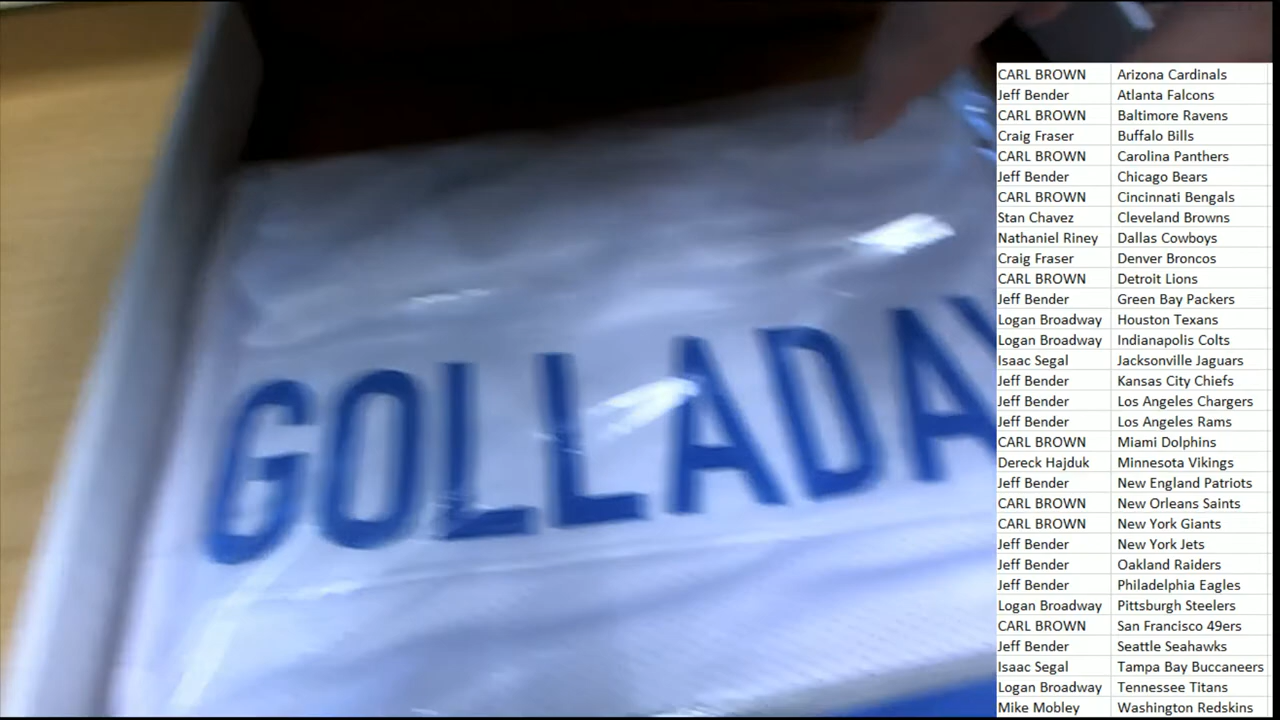 GOLLADAY
CARL BROWN Arizona Cardinals
Jeff Bender Atlanta Falcons
CARL BROWN Baltimore Ravens
Craig Fraser Buffalo Bills
CARL BROWN Carolina Panthers
Jeff Bender Chicago Bears
CARL BROWN Cincinnati Bengals
Stan Chavez Cleveland Browns
Nathaniel Riney Dallas Cowboys
Craig Fraser Denver Broncos
CARL BROWN Detroit Lions
Jeff Bender Green Bay Packers
Logan Broadway Houston Texans
Logan Broadway Indianapolis Colts
Isaac Segal Jacksonville Jaguars
Jeff Bender Kansas City Chiefs
Jeff Bender Los Angeles Chargers
Jeff Bender Los Angeles Rams
CARL BROWN Miami Dolphins
Dereck Hajduk Minnesota Vikings
Jeff Bender New England Patriots
CARL BROWN New Orleans Saints
CARL BROWN New York Giants
Jeff Bender New York Jets
Jeff Bender Oakland Raiders
Jeff Bender Philadelphia Eagles
Logan Broadway Pittsburgh Steelers
CARL BROWN San Francisco 49ers
Jeff Bender Seattle Seahawks
Isaac Segal Tampa Bay Buccaneers
Logan Broadway Tennessee Titans
Mike Mobley Washington Redskins